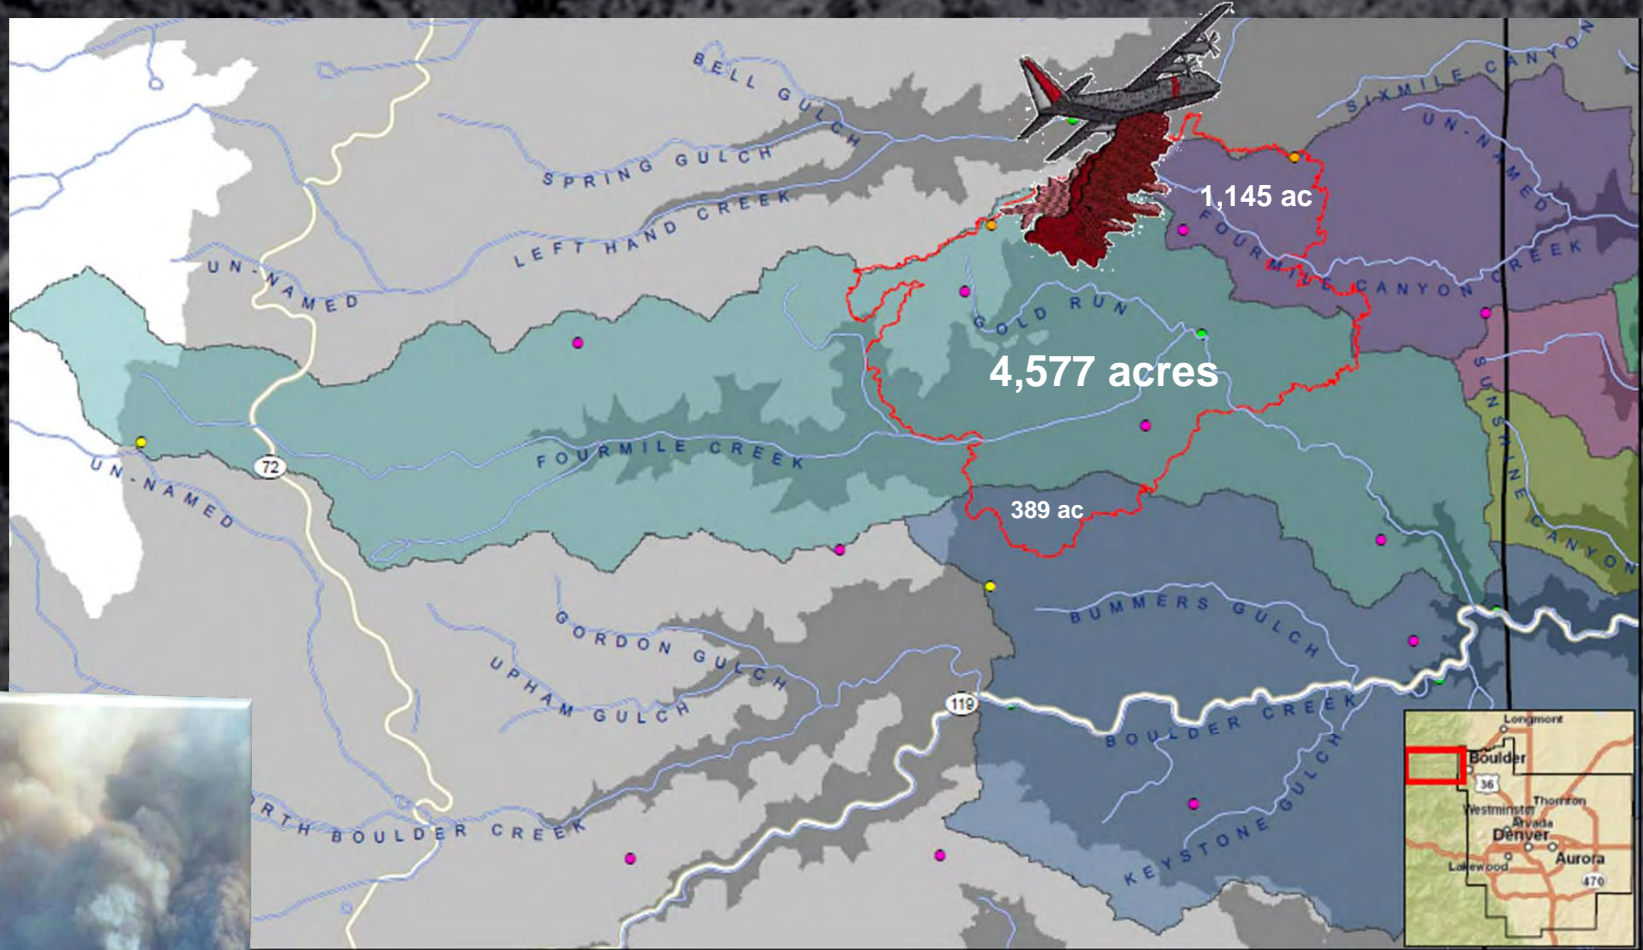 BELL GULCH
SIXMILE CANYON
UN-NAMED
SPRING GULCH
1,145 ac
LEFT HAND CREEK
FOURMILE CANYON CREEK
UN-NAMED
GOLD RUN
4,577 acres
SUNSHINE CANYON
FOURMILE CREEK
72
UN-NAMED
389 ac
BUMMERS GULCH
GORDON GULCH
UPHAM GULCH
119
BOULDER CREEK
KEYSTONE GULCH
ORTH BOULDER CREEK
Longmont
Boulder
36
Westminster
Thornton
Arvada
Denver
Aurora
Lakewood
470